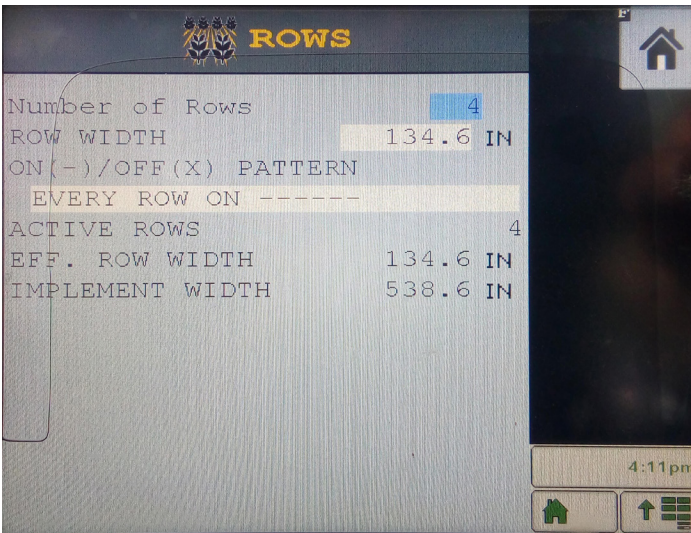 F
ROWS
Number of Rows 4
ROW WIDTH 134.6 IN
ON(-)/OFF(X) PATTERN
EVERY ROW ON ------
ACTIVE ROWS 4
EFF. ROW WIDTH 134.6 IN
IMPLEMENT WIDTH 538.6 IN
4:11pm